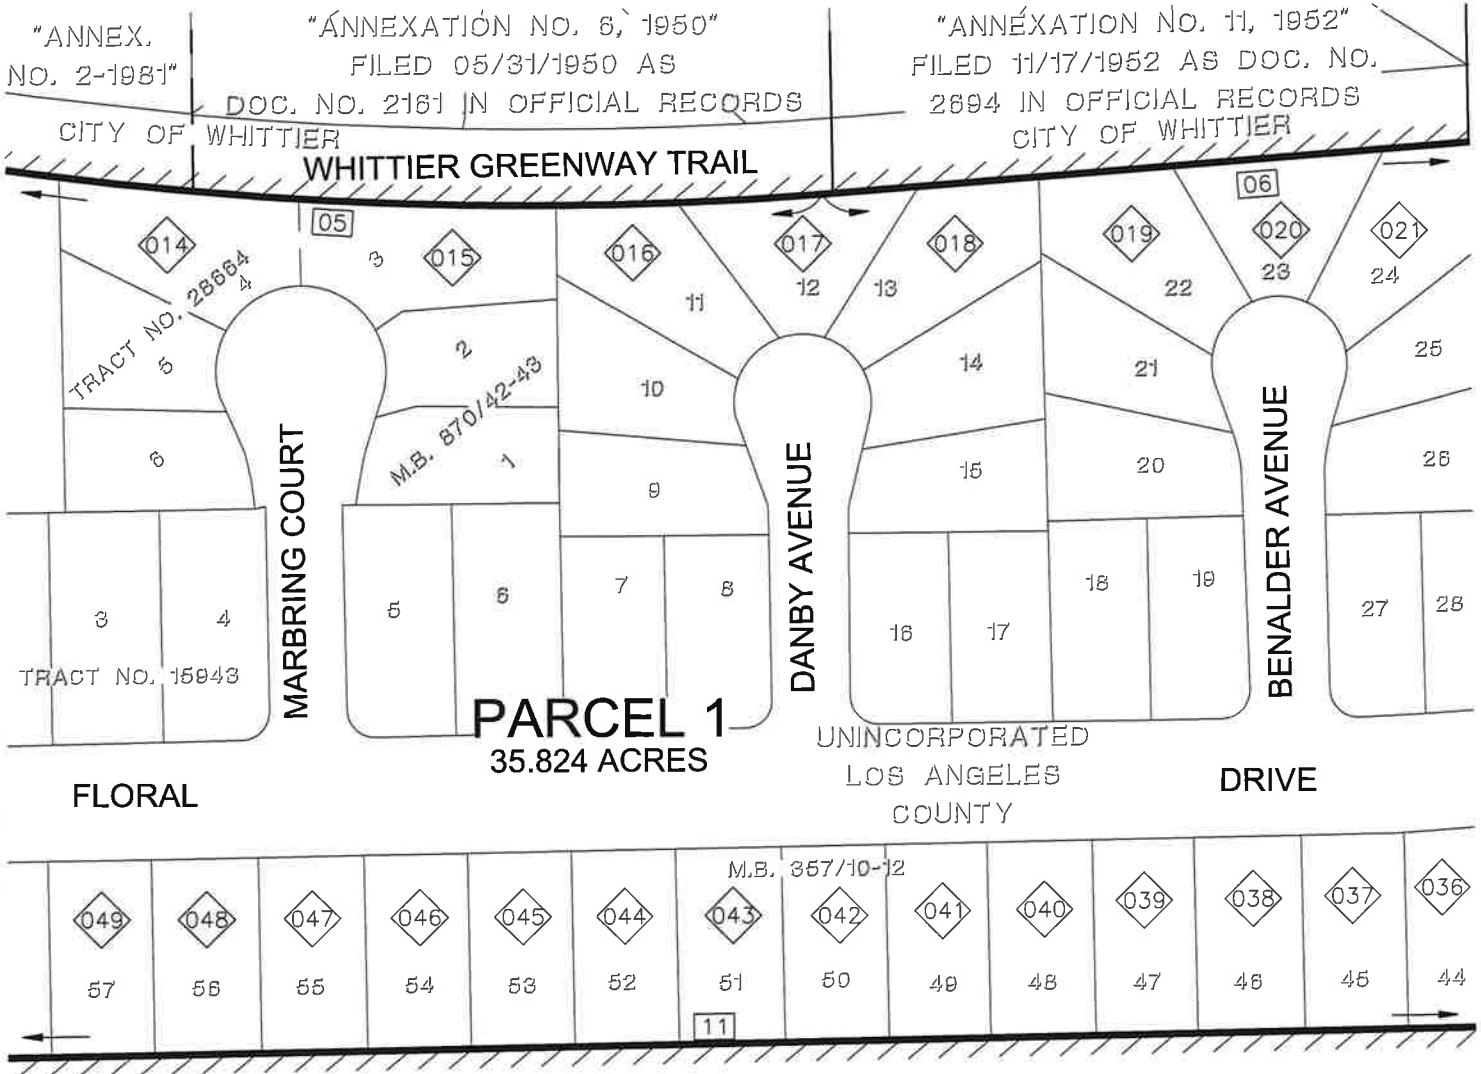 "ANNEX.
NO. 2-1981"
"ANNEXATION NO. 6, 1950"
FILED 05/31/1950 AS
DOC. NO. 2161 IN OFFICIAL RECORDS
CITY OF WHITTIER
"ANNEXATION NO. 11, 1952"
FILED 11/17/1952 AS DOC. NO.
2694 IN OFFICIAL RECORDS
CITY OF WHITTIER
WHITTIER GREENWAY TRAIL
05
06
014
015
016
017
018
019
020
021
4
3
11
12
13
22
23
24
TRACT NO. 28664
5
2
10
14
21
25
M.B. 870/42-43
6
1
9
15
20
26
MARBRING COURT
DANBY AVENUE
BENALDER AVENUE
3
4
5
6
7
8
16
17
18
19
27
28
TRACT NO. 15943
PARCEL 1
35.824 ACRES
UNINCORPORATED
LOS ANGELES
COUNTY
FLORAL
DRIVE
M.B. 357/10-12
049
048
047
046
045
044
043
042
041
040
039
038
037
036
57
56
55
54
53
52
51
50
49
48
47
46
45
44
11